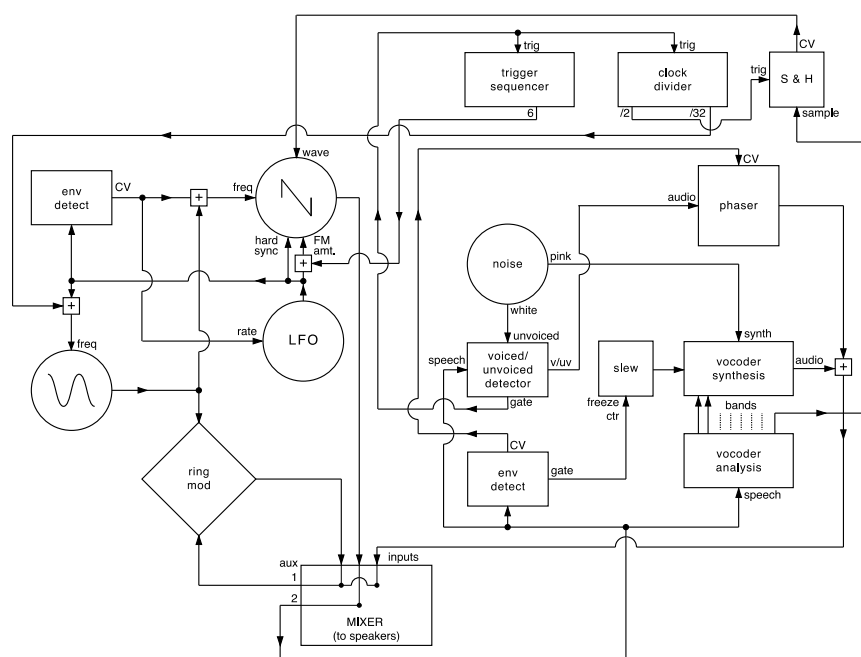 trig
trig
CV
trigger
sequencer
clock
divider
trig
S & H
6
/2
/32
sample
wave
CV
env
detect
CV
freq
audio
phaser
hard
sync
FM
amt.
+
+
noise
pink
+
white
LFO
rate
freq
unvoiced
synth
speech
voiced/
unvoiced
detector
v/uv
slew
vocoder
synthesis
audio
+
gate
freeze
ctr
bands
CV
ring
mod
env
detect
gate
vocoder
analysis
speech
aux
inputs
1
2
MIXER
(to speakers)